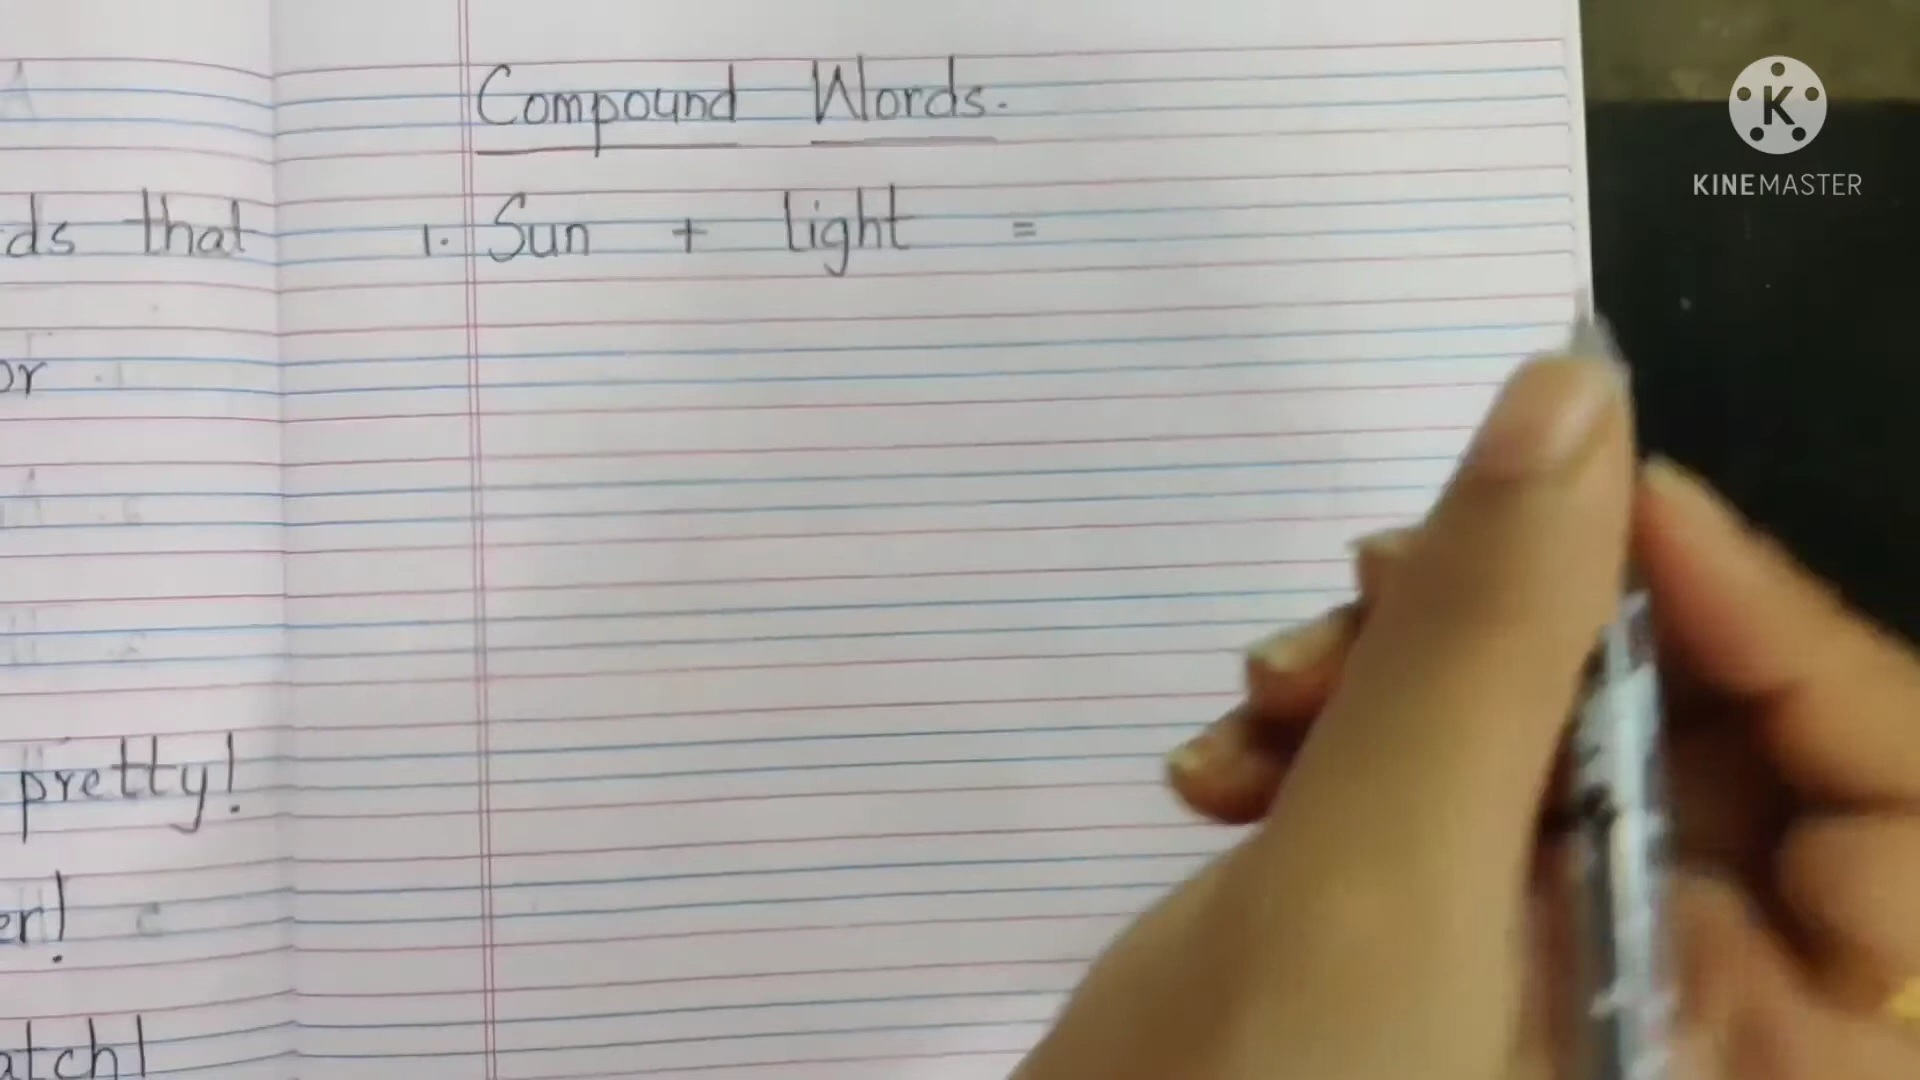 Compound Words.
ds that
1. Sun + light =
or
pretty!
er!
atch!
KINEMASTER